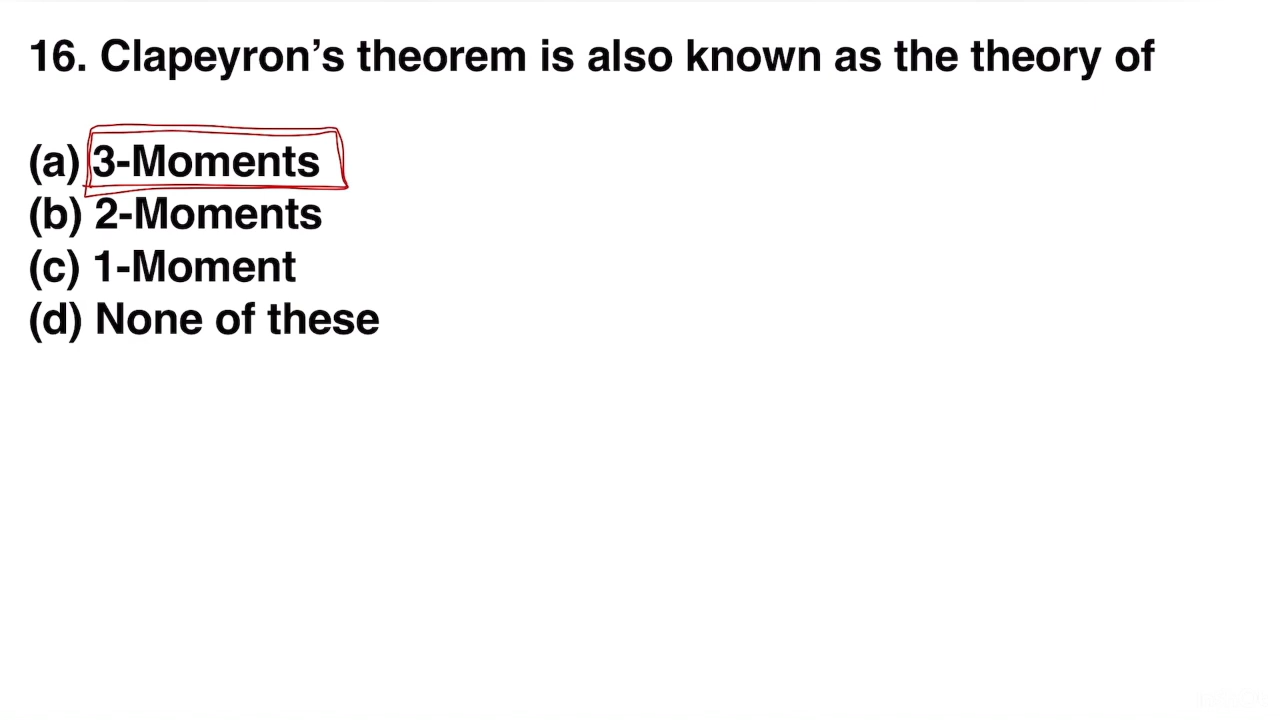 16. Clapeyron’s theorem is also known as the theory of
(a) 3-Moments
(b) 2-Moments
(c) 1-Moment
(d) None of these